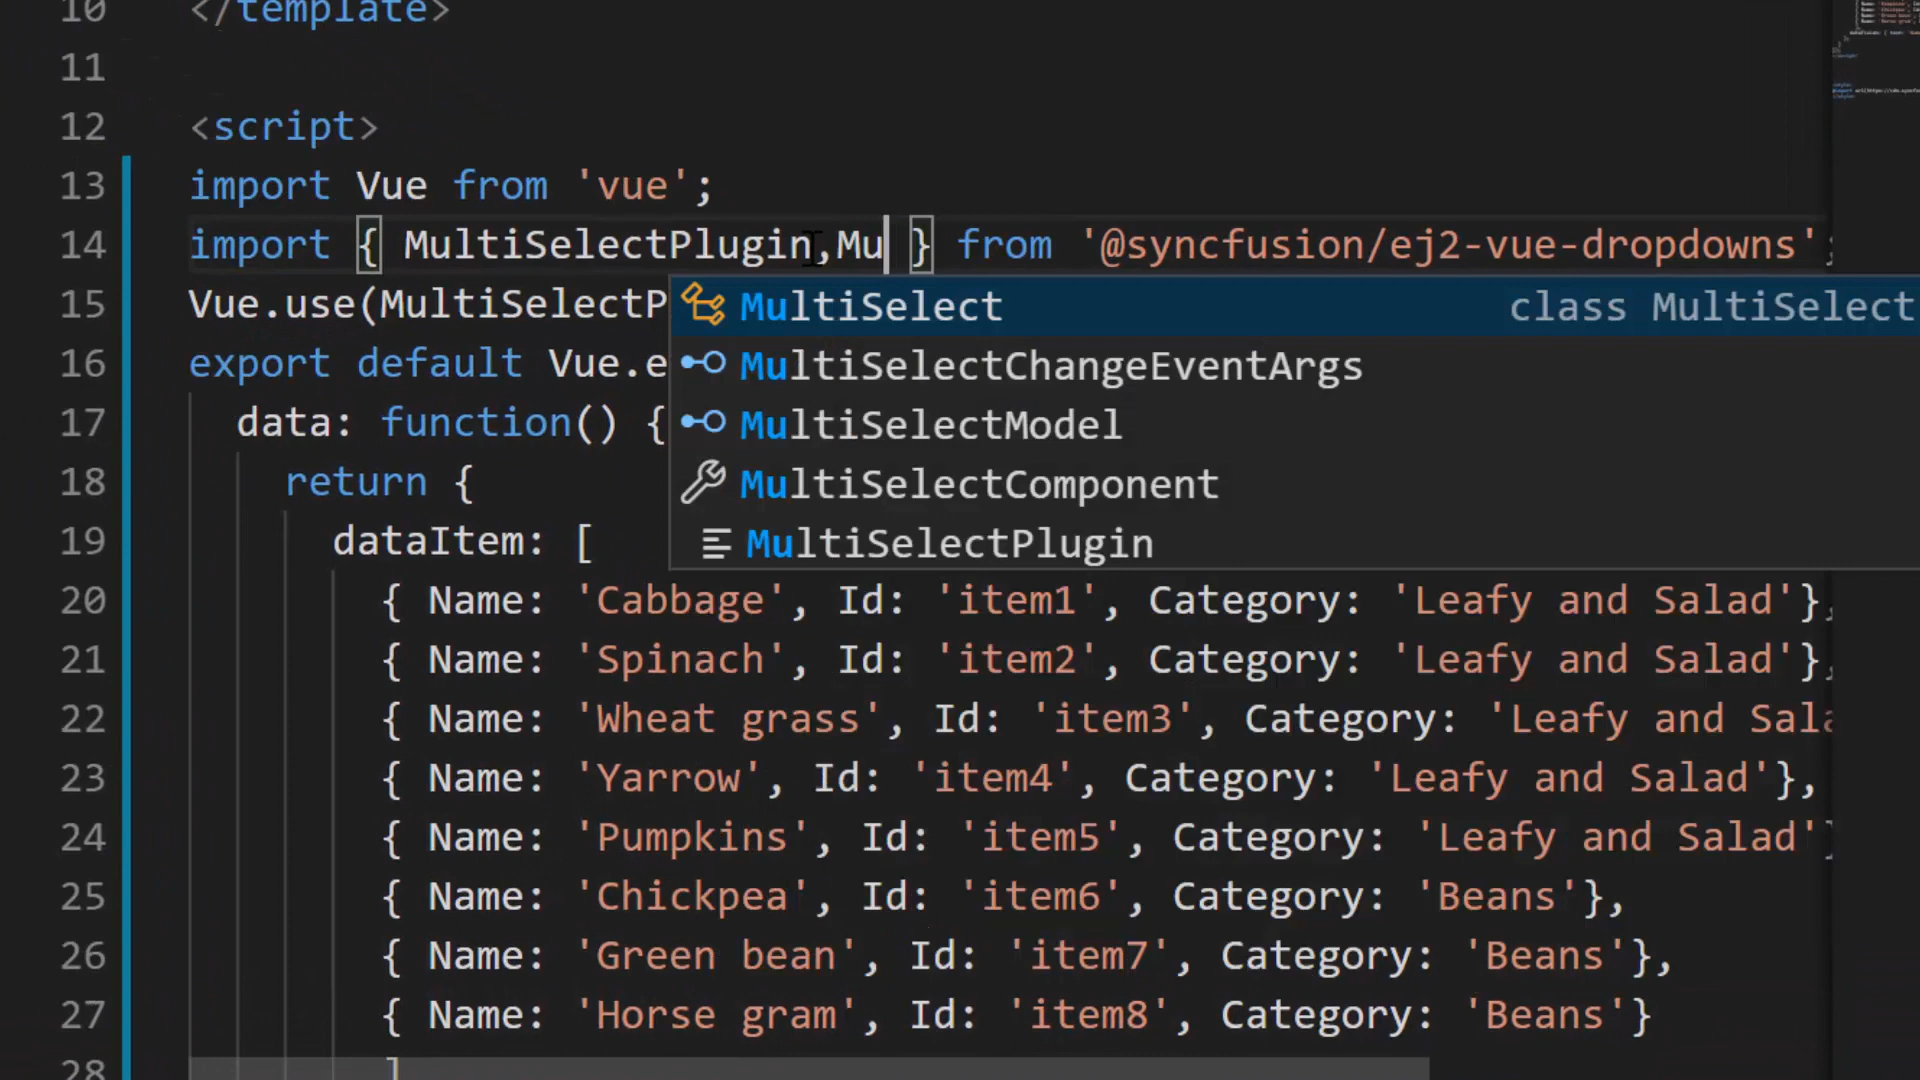 10 </template>
11
12 <script>
13 import Vue from 'vue';
14 import { MultiSelectPlugin,Mu } from '@syncfusion/ej2-vue-dropdowns';
15 Vue.use(MultiSelectP
MultiSelect class MultiSelect
16 export default Vue.e
MultiSelectChangeEventArgs
17 data: function() {
MultiSelectModel
18 return {
MultiSelectComponent
19 dataItem: [
MultiSelectPlugin
20 { Name: 'Cabbage', Id: 'item1', Category: 'Leafy and Salad'},
21 { Name: 'Spinach', Id: 'item2', Category: 'Leafy and Salad'},
22 { Name: 'Wheat grass', Id: 'item3', Category: 'Leafy and Sala
23 { Name: 'Yarrow', Id: 'item4', Category: 'Leafy and Salad'},
24 { Name: 'Pumpkins', Id: 'item5', Category: 'Leafy and Salad'}
25 { Name: 'Chickpea', Id: 'item6', Category: 'Beans'},
26 { Name: 'Green bean', Id: 'item7', Category: 'Beans'},
27 { Name: 'Horse gram', Id: 'item8', Category: 'Beans'}
28 ]